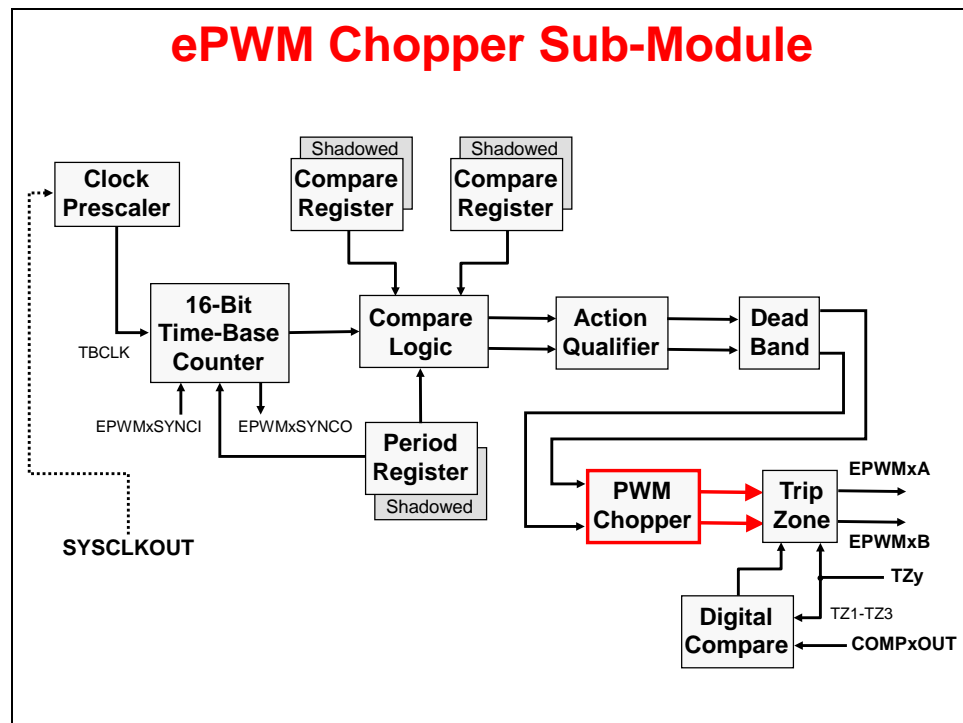 ePWM Chopper Sub-Module
Shadowed
Shadowed
Clock
Prescaler
Compare
Register
Compare
Register
16-Bit
Time-Base
Counter
Compare
Logic
Action
Qualifier
Dead
Band
TBCLK
EPWMxSYNCI
EPWMxSYNCO
Period
Register
Shadowed
PWM
Chopper
Trip
Zone
EPWMxA
EPWMxB
SYSCLKOUT
TZy
TZ1-TZ3
Digital
Compare
COMPxOUT